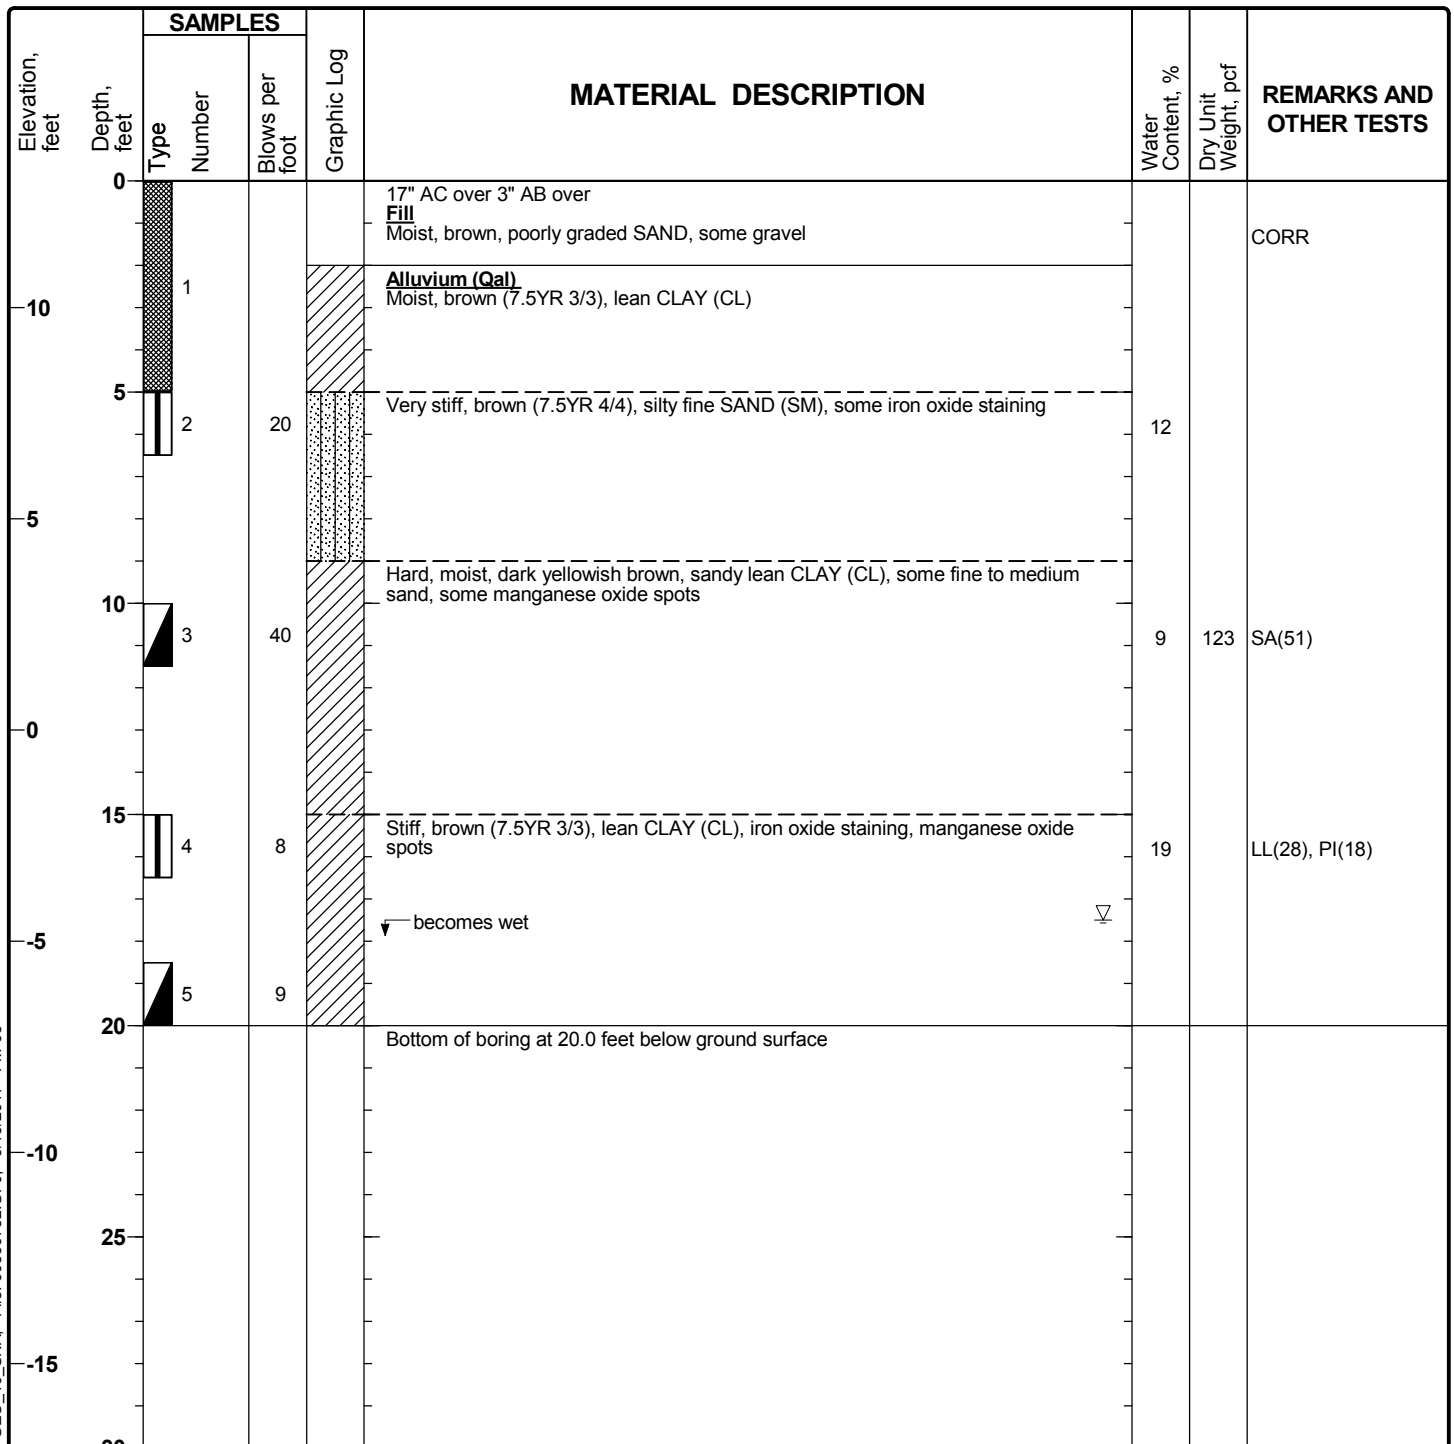 SAMPLES
Elevation,
feet
Depth,
feet
Type
Number
Blows per
foot
Graphic Log
MATERIAL DESCRIPTION
Water
Content, %
Dry Unit
Weight, pcf
REMARKS AND
OTHER TESTS
0
17" AC over 3" AB over
Fill
Moist, brown, poorly graded SAND, some gravel
CORR
1
Alluvium (Qal)
Moist, brown (7.5YR 3/3), lean CLAY (CL)
10
5
Very stiff, brown (7.5YR 4/4), silty fine SAND (SM), some iron oxide staining
2
20
12
5
Hard, moist, dark yellowish brown, sandy lean CLAY (CL), some fine to medium
sand, some manganese oxide spots
10
3
40
9
123
SA(51)
0
15
Stiff, brown (7.5YR 3/3), lean CLAY (CL), iron oxide staining, manganese oxide
spots
4
8
19
LL(28), PI(18)
becomes wet
-5
5
9
20
Bottom of boring at 20.0 feet below ground surface
-10
25
-15